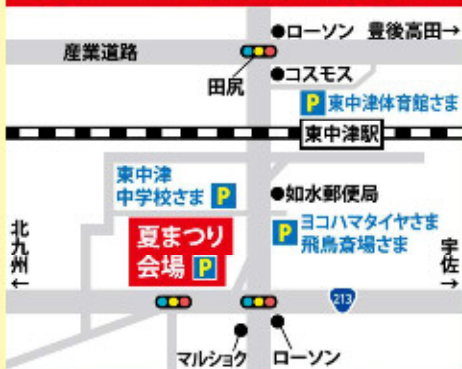 ●ローソン 豊後高田→
産業道路
田尻
●コスモス
P 東中津体育館さま
東中津駅
東中津
中学校さま P
●如水郵便局
P ヨコハマタイヤさま
飛鳥斎場さま
夏まつり
会場 P
北九州←
宇佐→
213
マルショク
ローソン